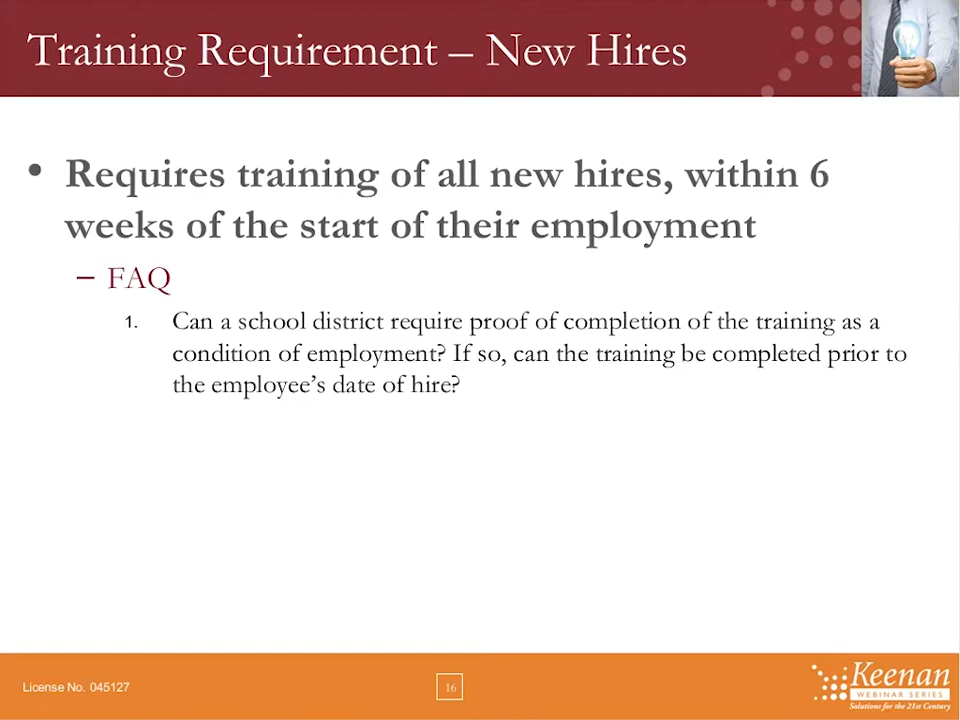 Training Requirement – New Hires
• Requires training of all new hires, within 6
weeks of the start of their employment
– FAQ
1. Can a school district require proof of completion of the training as a
condition of employment? If so, can the training be completed prior to
the employee's date of hire?
License No. 045127
16
Keenan
WEBINAR SERIES
Solutions for the 21st Century